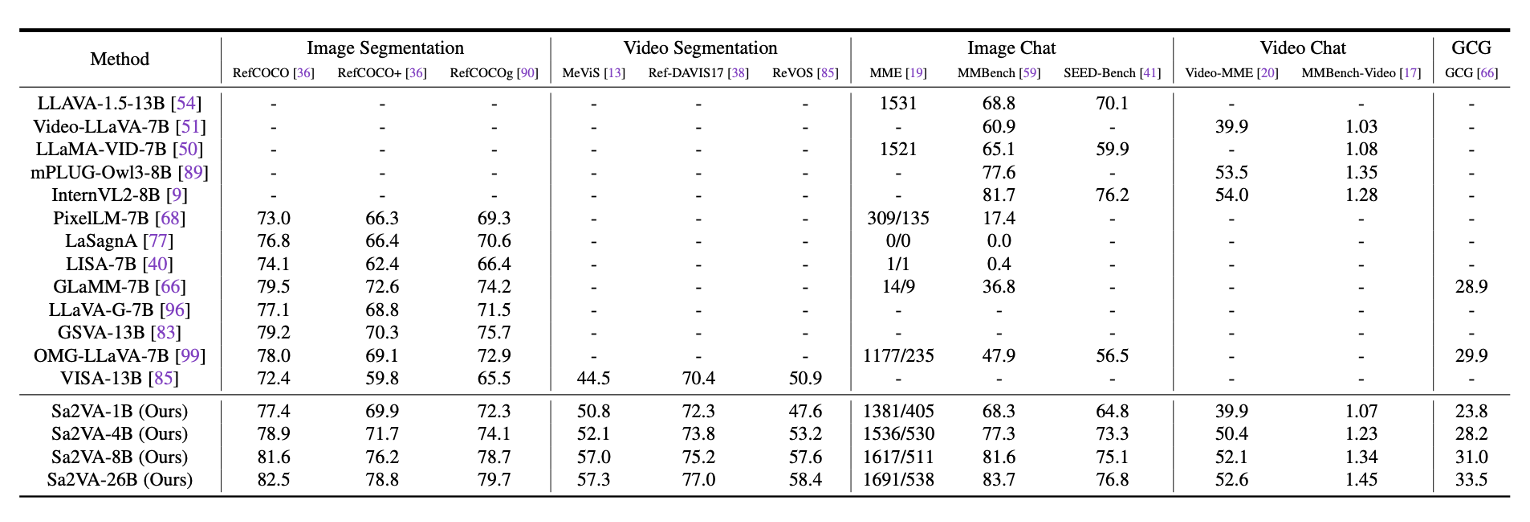 Method Image Segmentation Video Segmentation Image Chat Video Chat GCG
RefCOCO [36] RefCOCO+ [36] RefCOCOg [90] MeViS [13] Ref-DAVIS17 [38] ReVOS [85] MME [19] MMBench [59] SEED-Bench [41] Video-MME [20] MMBench-Video [17] GCG [66]
LLAVA-1.5-13B [54] - - - - - - 1531 68.8 70.1 - - -
Video-LLaVA-7B [51] - - - - - - - 60.9 - 39.9 1.03 -
LLaMA-VID-7B [50] - - - - - - 1521 65.1 59.9 - 1.08 -
mPLUG-Owl3-8B [89] - - - - - - - 77.6 - 53.5 1.35 -
InternVL2-8B [9] - - - - - - - 81.7 76.2 54.0 1.28 -
PixelLM-7B [68] 73.0 66.3 69.3 - - - 309/135 17.4 - - - -
LaSagnA [77] 76.8 66.4 70.6 - - - 0/0 0.0 - - - -
LISA-7B [40] 74.1 62.4 66.4 - - - 1/1 0.4 - - - -
GLaMM-7B [66] 79.5 72.6 74.2 - - - 14/9 36.8 - - - 28.9
LLaVA-G-7B [96] 77.1 68.8 71.5 - - - - - - - - -
GSVA-13B [83] 79.2 70.3 75.7 - - - - - - - - -
OMG-LLaVA-7B [99] 78.0 69.1 72.9 - - - 1177/235 47.9 56.5 - - 29.9
VISA-13B [85] 72.4 59.8 65.5 44.5 70.4 50.9 - - - - - -
Sa2VA-1B (Ours) 77.4 69.9 72.3 50.8 72.3 47.6 1381/405 68.3 64.8 39.9 1.07 23.8
Sa2VA-4B (Ours) 78.9 71.7 74.1 52.1 73.8 53.2 1536/530 77.3 73.3 50.4 1.23 28.2
Sa2VA-8B (Ours) 81.6 76.2 78.7 57.0 75.2 57.6 1617/511 81.6 75.1 52.1 1.34 31.0
Sa2VA-26B (Ours) 82.5 78.8 79.7 57.3 77.0 58.4 1691/538 83.7 76.8 52.6 1.45 33.5